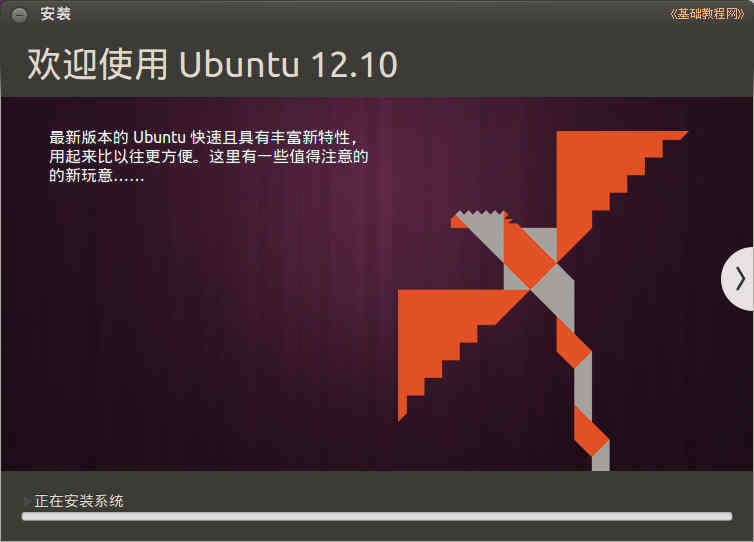 安装
《基础教程网》
欢迎使用 Ubuntu 12.10
最新版本的 Ubuntu 快速且具有丰富新特性，
用起来比以往更方便。这里有一些值得注意的
的新玩意……
正在安装系统